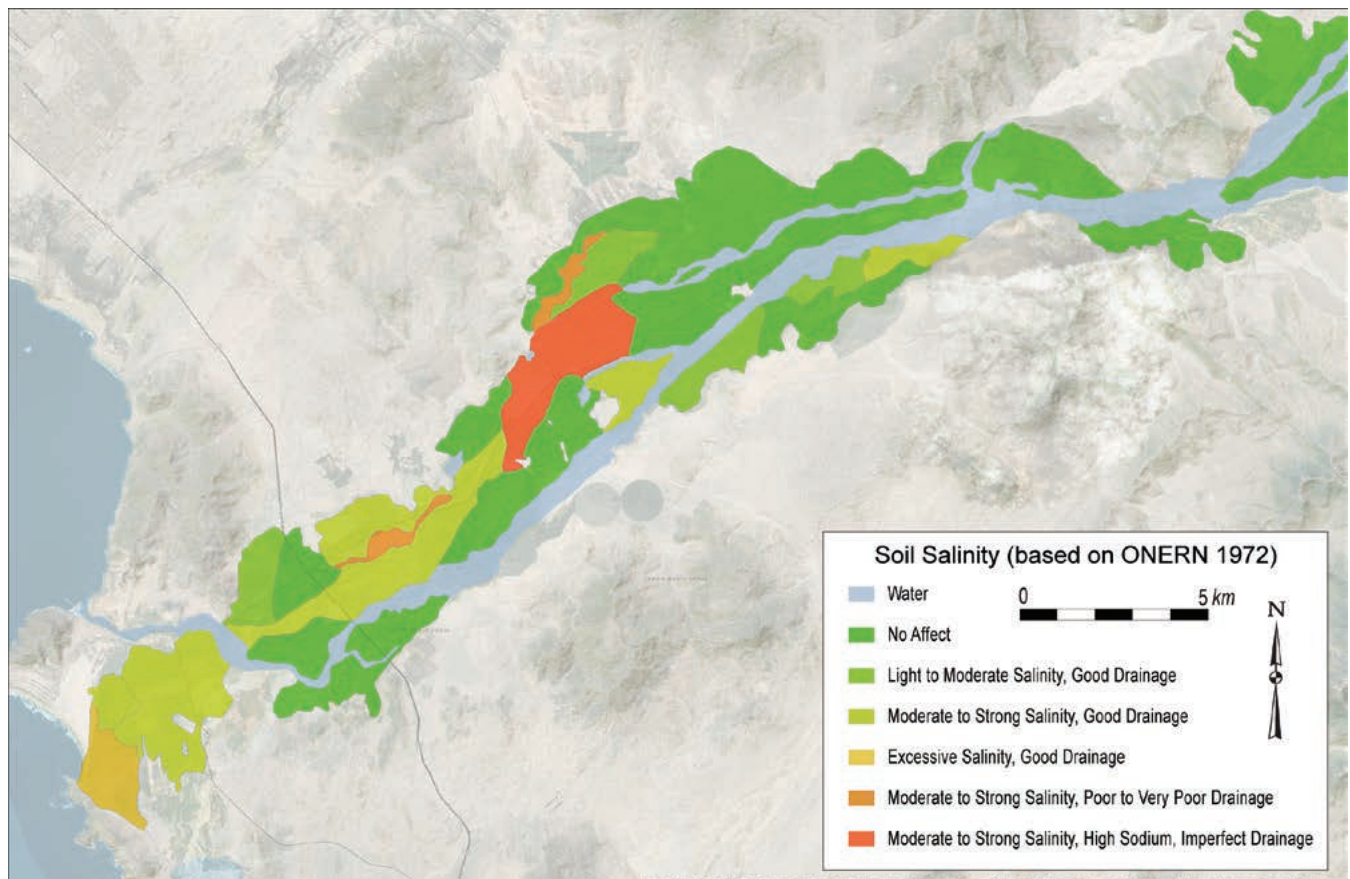 Soil Salinity (based on ONERN 1972)
Water
0 5 km
N
No Affect
Light to Moderate Salinity, Good Drainage
Moderate to Strong Salinity, Good Drainage
Excessive Salinity, Good Drainage
Moderate to Strong Salinity, Poor to Very Poor Drainage
Moderate to Strong Salinity, High Sodium, Imperfect Drainage